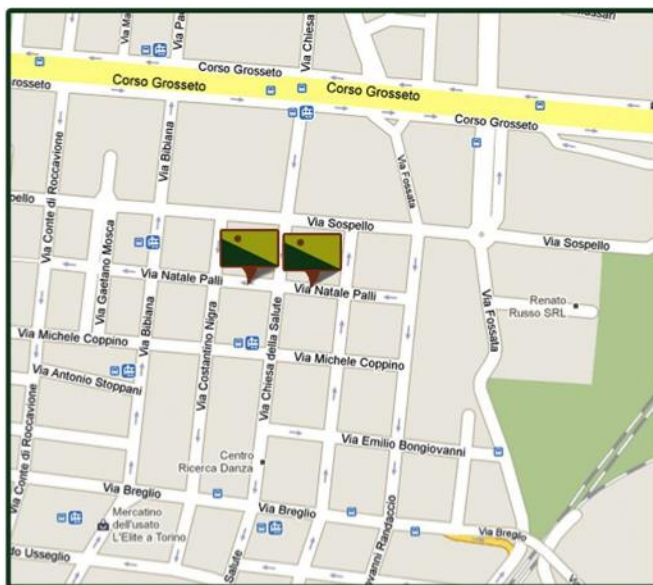 Via Chiesa
Corso Grosseto
Corso Grosseto
Corso Grosseto
Corso Grosseto
Via Conte di Roccavione
Via Bibiana
Via Fossata
Via Sospello
Via Sospello
Via Gaetano Mosca
Via Natale Palli
Via Natale Palli
Via Fossata
Renato
Russo SRL
Via Michele Coppino
Via Michele Coppino
Via Bibiana
Via Costantino Nigra
Via Chiesa della Salute
Via Antonio Stoppani
Via Conte di Roccavione
Via Emilio Bongiovanni
Centro
Ricerca Danza
Via Breglio
Via Breglio
Via Breglio
Mercatino
dell'usato
L'Elite a Torino
Salute
ovanni Randaccio
do Usseglio